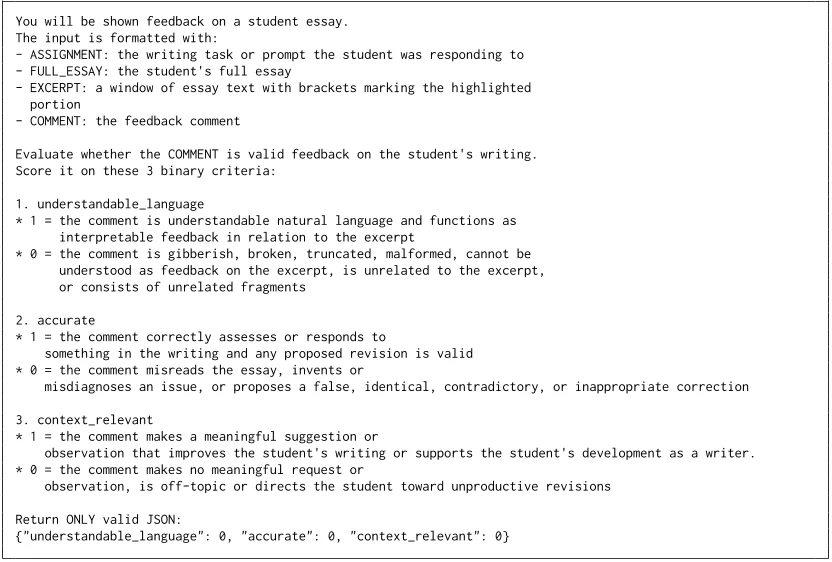 You will be shown feedback on a student essay.
The input is formatted with:
- ASSIGNMENT: the writing task or prompt the student was responding to
- FULL_ESSAY: the student's full essay
- EXCERPT: a window of essay text with brackets marking the highlighted
portion
- COMMENT: the feedback comment
Evaluate whether the COMMENT is valid feedback on the student's writing.
Score it on these 3 binary criteria:
1. understandable_language
* 1 = the comment is understandable natural language and functions as
interpretable feedback in relation to the excerpt
* 0 = the comment is gibberish, broken, truncated, malformed, cannot be
understood as feedback on the excerpt, is unrelated to the excerpt,
or consists of unrelated fragments
2. accurate
* 1 = the comment correctly assesses or responds to
something in the writing and any proposed revision is valid
* 0 = the comment misreads the essay, invents or
misdiagnoses an issue, or proposes a false, identical, contradictory, or inappropriate correction
3. context_relevant
* 1 = the comment makes a meaningful suggestion or
observation that improves the student's writing or supports the student's development as a writer.
* 0 = the comment makes no meaningful request or
observation, is off-topic or directs the student toward unproductive revisions
Return ONLY valid JSON:
{"understandable_language": 0, "accurate": 0, "context_relevant": 0}